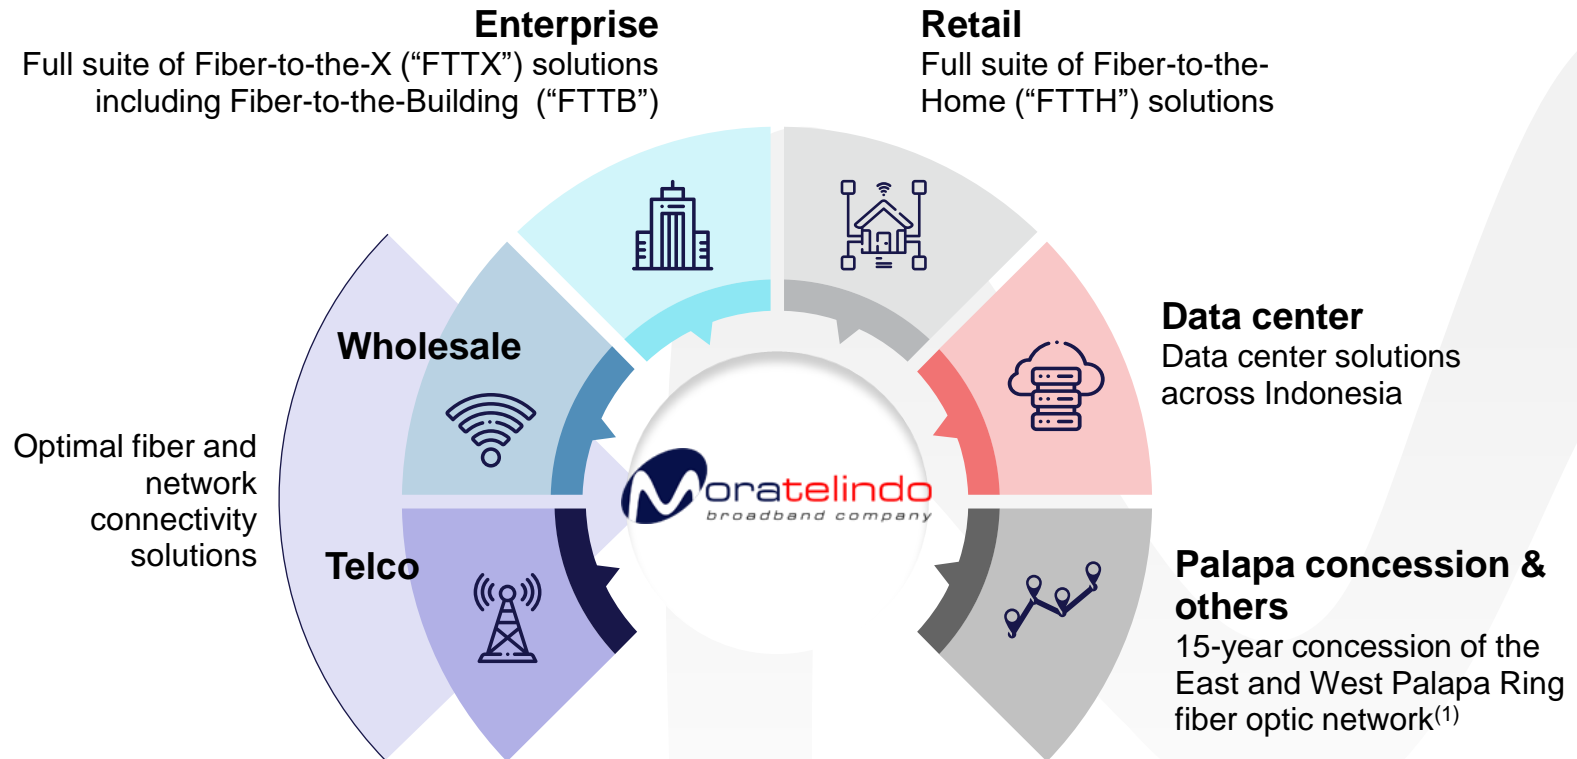 Enterprise
Full suite of Fiber-to-the-X (“FTTX”) solutions
including Fiber-to-the-Building (“FTTB”)
Retail
Full suite of Fiber-to-the-
Home (“FTTH”) solutions
Wholesale
Telco
Optimal fiber and
network
connectivity
solutions
Moratelindo
broadband company
Data center
Data center solutions
across Indonesia
Palapa concession &
others
15-year concession of the
East and West Palapa Ring
fiber optic network(1)